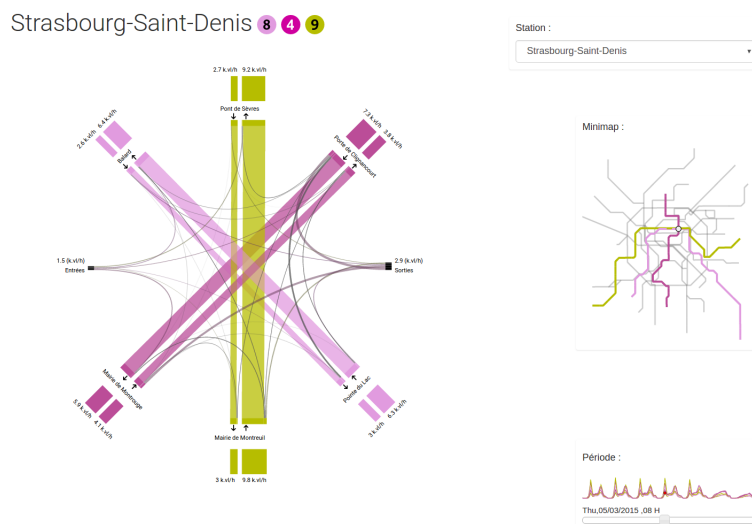 Strasbourg-Saint-Denis 8 4 9
Station :
Strasbourg-Saint-Denis
2.7 k.vl/h 9.2 k.vl/h
Pont de Sèvres
2.6 k.vl/h 6.4 k.vl/h
Balard
7.3 k.vl/h 3.8 k.vl/h
Porte de Clignancourt
Minimap :
1.5 (k.vl/h)
Entrées
2.9 (k.vl/h)
Sorties
Mairie de Montrouge
5.9 k.vl/h 4.1 k.vl/h
Pointe du Lac
3 k.vl/h 6.3 k.vl/h
Mairie de Montreuil
3 k.vl/h 9.8 k.vl/h
Période :
Thu,05/03/2015 ,08 H